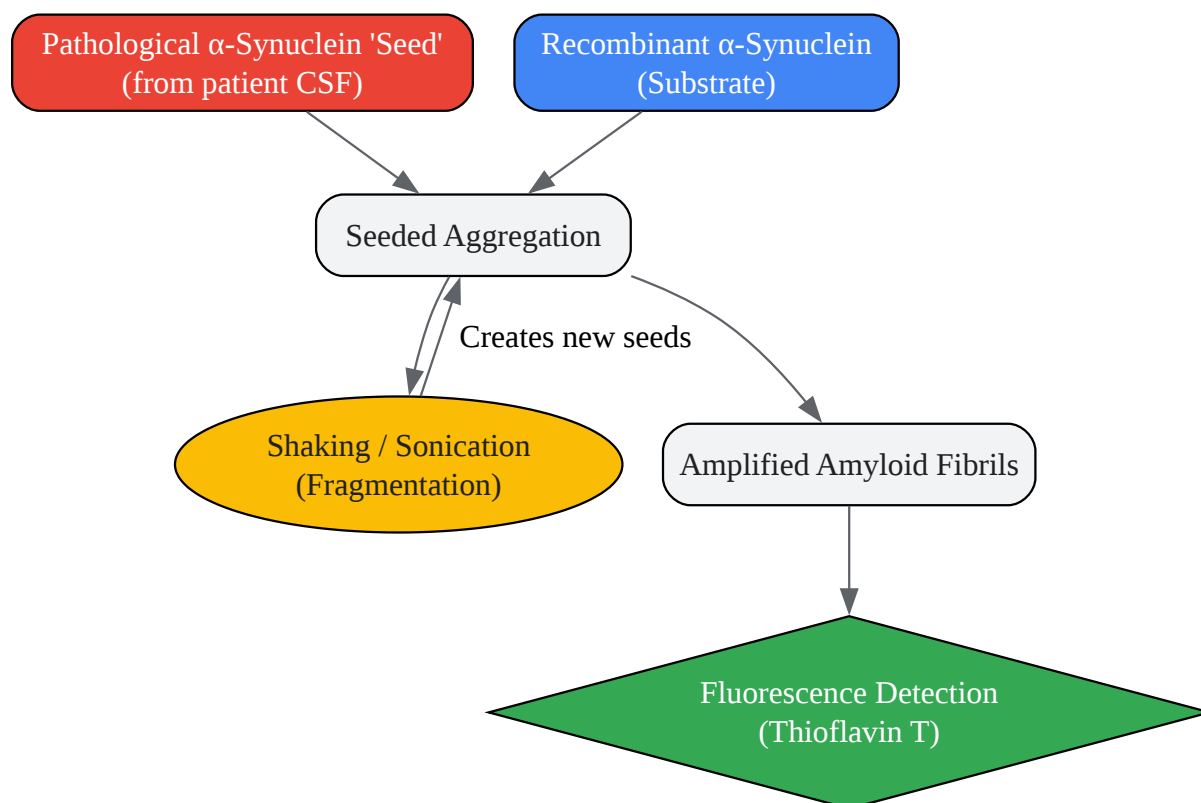 Pathological α-Synuclein 'Seed'
(from patient CSF)
Recombinant α-Synuclein
(Substrate)
Seeded Aggregation
Creates new seeds
Shaking / Sonication
(Fragmentation)
Amplified Amyloid Fibrils
Fluorescence Detection
(Thioflavin T)